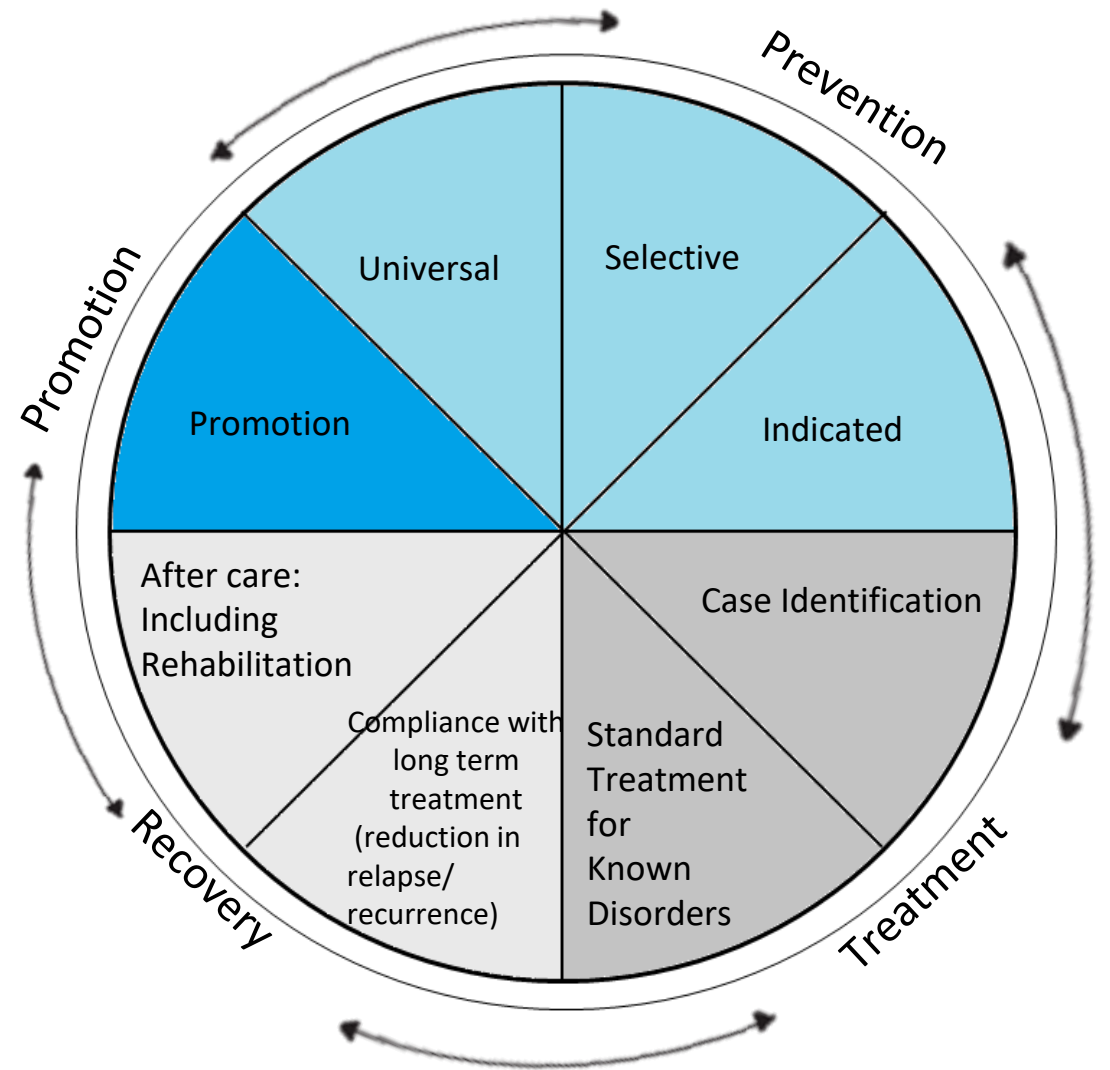 Prevention
Promotion
Universal
Selective
Promotion
Indicated
After care:
Including
Rehabilitation
Case Identification
Compliance with
long term
treatment
(reduction in
relapse/
recurrence)
Standard
Treatment
for
Known
Disorders
Recovery
Treatment